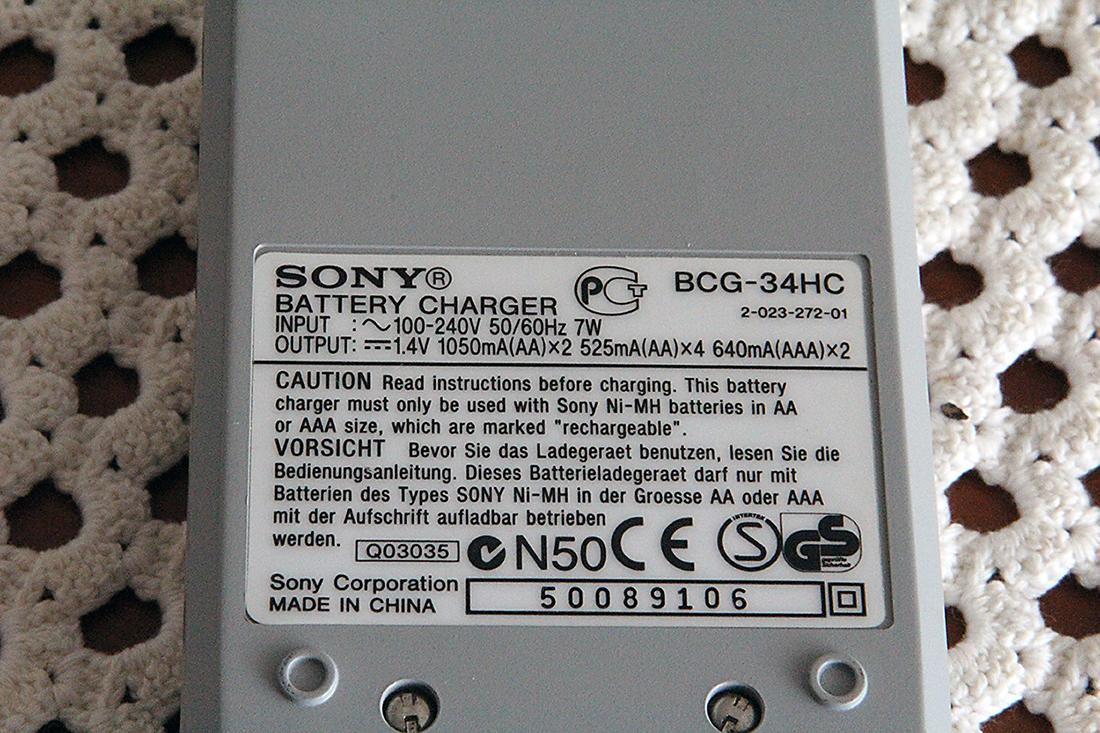 SONY®
BATTERY CHARGER
BCG-34HC
2-023-272-01
INPUT : ∼100-240V 50/60Hz 7W
OUTPUT: ⎓1.4V 1050mA(AA)×2 525mA(AA)×4 640mA(AAA)×2
CAUTION Read instructions before charging. This battery
charger must only be used with Sony Ni-MH batteries in AA
or AAA size, which are marked "rechargeable".
VORSICHT Bevor Sie das Ladegeraet benutzen, lesen Sie die
Bedienungsanleitung. Dieses Batterieladegeraet darf nur mit
Batterien des Types SONY Ni-MH in der Groesse AA oder AAA
mit der Aufschrift aufladbar betrieben
werden.
Q03035 N50 CE INTERTEK S GS geprüfte Sicherheit
Sony Corporation
MADE IN CHINA
50089106